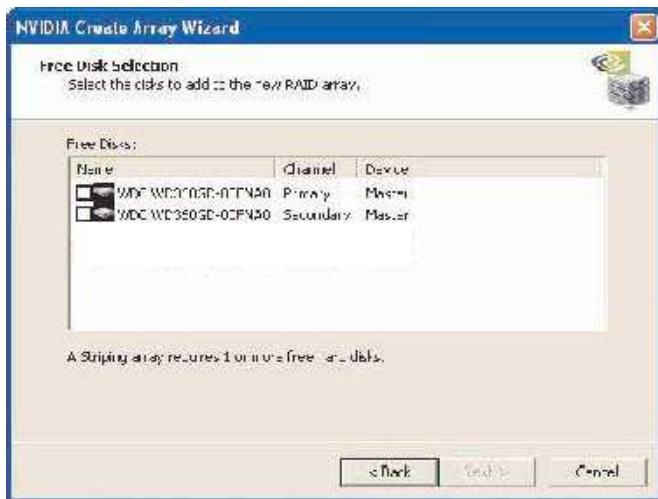 NVIDIA Create Array Wizard
Free Disk Selection
Select the disks to add to the new RAID array.
Free Disks:
Name Channel Device
WDC Primary Master
WDC Secondary Master
A Striping array requires 1 or more free hard disks.
< Back Next > Cancel